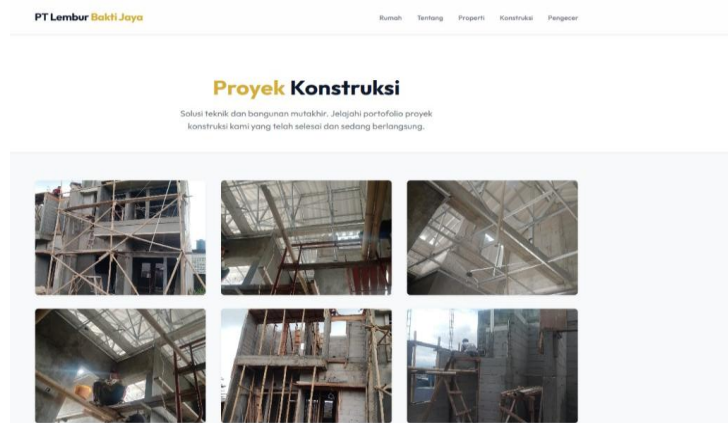 PT Lembur Bakti Jaya
Rumah Tentang Properti Konstruksi Pengecer
Proyek Konstruksi
Solusi teknik dan bangunan mutakhir. Jelajahi portofolio proyek
konstruksi kami yang telah selesai dan sedang berlangsung.